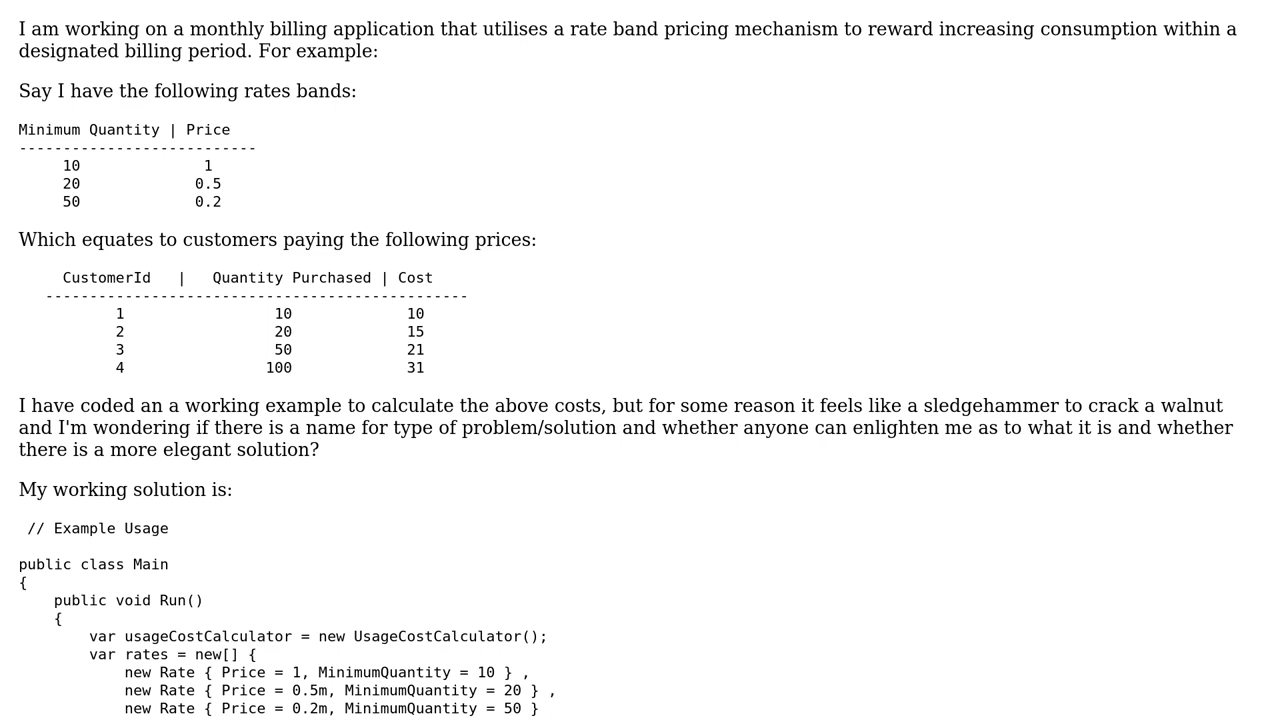 I am working on a monthly billing application that utilises a rate band pricing mechanism to reward increasing consumption within a
designated billing period. For example:
Say I have the following rates bands:
Minimum Quantity | Price
---------------------------
10 1
20 0.5
50 0.2
Which equates to customers paying the following prices:
CustomerId | Quantity Purchased | Cost
------------------------------------------------
1 10 10
2 20 15
3 50 21
4 100 31
I have coded an a working example to calculate the above costs, but for some reason it feels like a sledgehammer to crack a walnut
and I'm wondering if there is a name for type of problem/solution and whether anyone can enlighten me as to what it is and whether
there is a more elegant solution?
My working solution is:
// Example Usage
public class Main
{
public void Run()
{
var usageCostCalculator = new UsageCostCalculator();
var rates = new[] {
new Rate { Price = 1, MinimumQuantity = 10 } ,
new Rate { Price = 0.5m, MinimumQuantity = 20 } ,
new Rate { Price = 0.2m, MinimumQuantity = 50 }